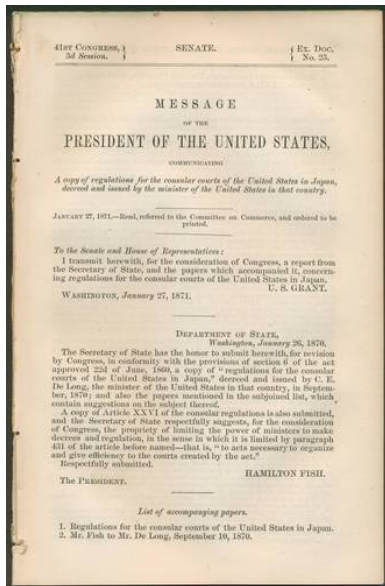 41ST CONGRESS, } SENATE. { Ex. Doc.
3d Session. } { No. 25.
MESSAGE
OF THE
PRESIDENT OF THE UNITED STATES,
COMMUNICATING
A copy of regulations for the consular courts of the United States in Japan,
decreed and issued by the minister of the United States in that country.
JANUARY 27, 1871.—Read, referred to the Committee on Commerce, and ordered to be
printed.
To the Senate and House of Representatives:
I transmit herewith, for the consideration of Congress, a report from
the Secretary of State, and the papers which accompanied it, concern-
ing regulations for the consular courts of the United States in Japan.
U. S. GRANT.
WASHINGTON, January 27, 1871.
DEPARTMENT OF STATE,
Washington, January 26, 1870.
The Secretary of State has the honor to submit herewith, for revision
by Congress, in conformity with the provisions of section 6 of the act
approved 22d of June, 1860, a copy of "regulations for the consular
courts of the United States in Japan," decreed and issued by C. E.
De Long, the minister of the United States in that country, in Septem-
ber, 1870; and also the papers mentioned in the subjoined list, which
contain suggestions on the subject thereof.
A copy of Article XXVI of the consular regulations is also submitted,
and the Secretary of State respectfully suggests, for the consideration
of Congress, the propriety of limiting the power of ministers to make
decrees and regulation, in the sense in which it is limited by paragraph
431 of the article before named—that is, "to acts necessary to organize
and give efficiency to the courts created by the act."
Respectfully submitted.
HAMILTON FISH.
The PRESIDENT.
List of accompanying papers.
1. Regulations for the consular courts of the United States in Japan.
2. Mr. Fish to Mr. De Long, September 10, 1870.